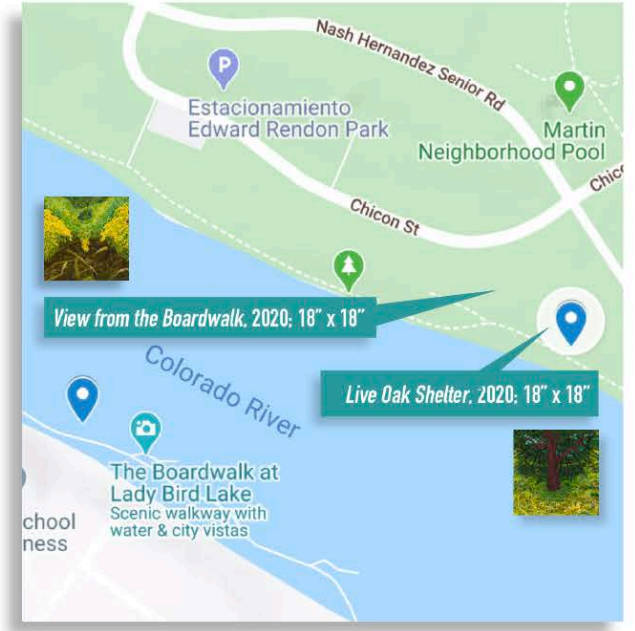 Nash Hernandez Senior Rd
P
Estacionamiento
Edward Rendon Park
Martin
Neighborhood Pool
Chicon St
Chico
View from the Boardwalk, 2020; 18" x 18"
Live Oak Shelter, 2020; 18" x 18"
Colorado River
The Boardwalk at
Lady Bird Lake
Scenic walkway with
water & city vistas
chool
ness